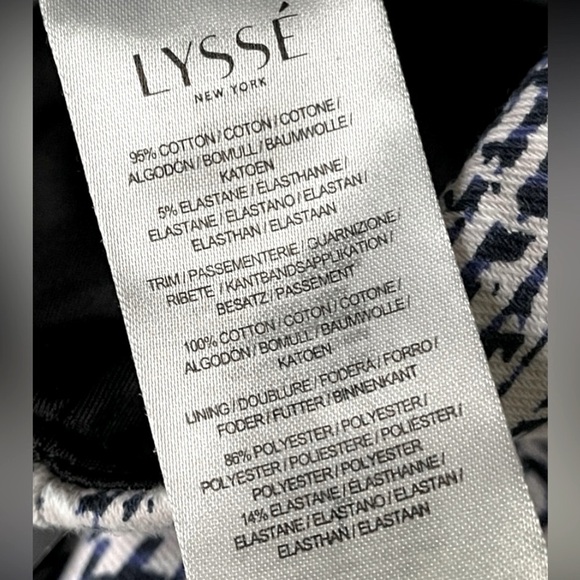 LYSSÉ
NEW YORK
95% COTTON / COTON / COTONE /
ALGODÓN / BOMULL / BAUMWOLLE /
KATOEN
5% ELASTANE / ÉLASTHANNE /
ELASTANE / ELASTANO / ELASTAN /
ELASTHAN / ELASTAAN
TRIM / PASSEMENTERIE / GUARNIZIONE /
RIBETE / KANTBANDSAPPLIKATION /
BESATZ / PASSEMENT
100% COTTON / COTON / COTONE /
ALGODÓN / BOMULL / BAUMWOLLE /
KATOEN
LINING / DOUBLURE / FODERA / FORRO /
FODER / FUTTER / BINNENKANT
86% POLYESTER / POLYESTER /
POLYESTER / POLIESTERE / POLIÉSTER /
POLYESTER / POLYESTER
14% ELASTANE / ÉLASTHANNE /
ELASTANE / ELASTANO / ELASTAN /
ELASTHAN / ELASTAAN